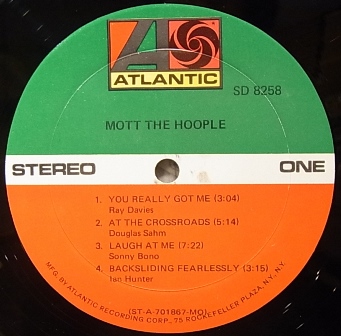 ATLANTIC
SD 8258
MOTT THE HOOPLE
STEREO ONE
1. YOU REALLY GOT ME (3:04)
Ray Davies
2. AT THE CROSSROADS (5:14)
Douglas Sahm
3. LAUGH AT ME (7:22)
Sonny Bono
4. BACKSLIDING FEARLESSLY (3:15)
Ian Hunter
(ST-A-701867-MO)
MFG. BY ATLANTIC RECORDING CORP., 75 ROCKEFELLER PLAZA, N.Y., N.Y.